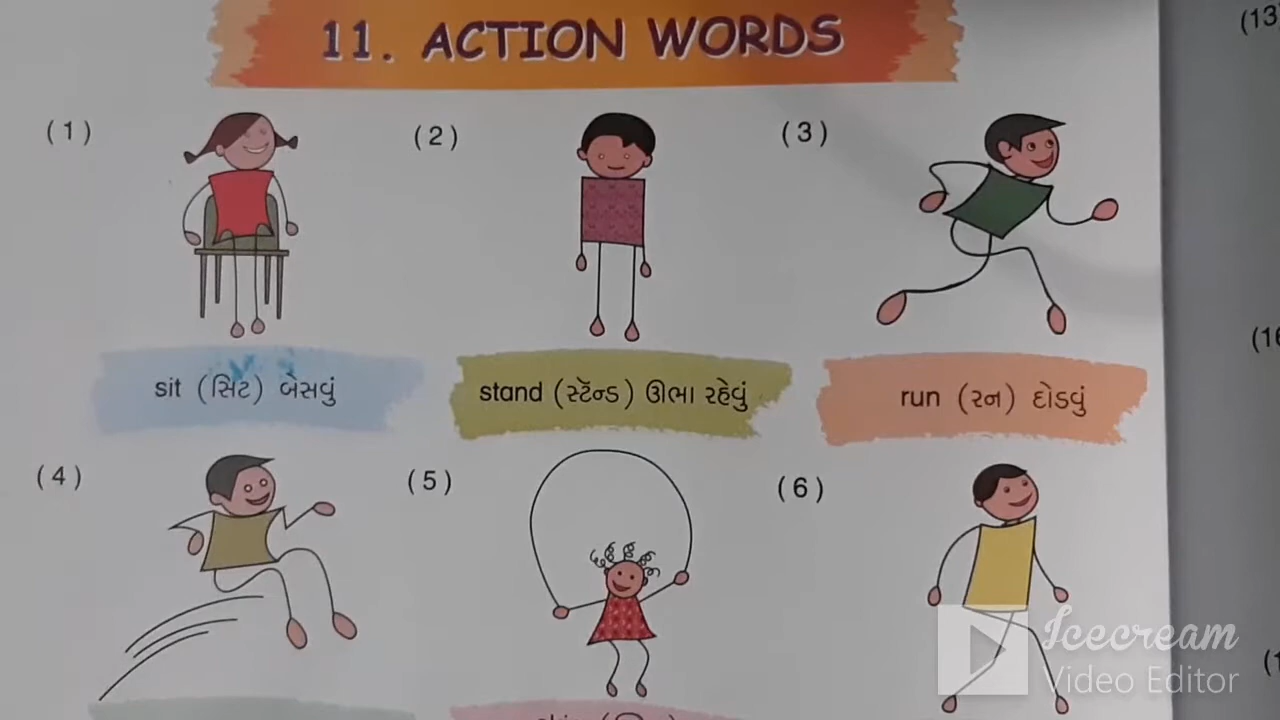 11. ACTION WORDS
(1)
(2)
(3)
sit (સિટ) બેસવું
stand (સ્ટૅન્ડ) ઊભા રહેવું
run (રન) દોડવું
(4)
(5)
(6)
Icecream
Video Editor
(13